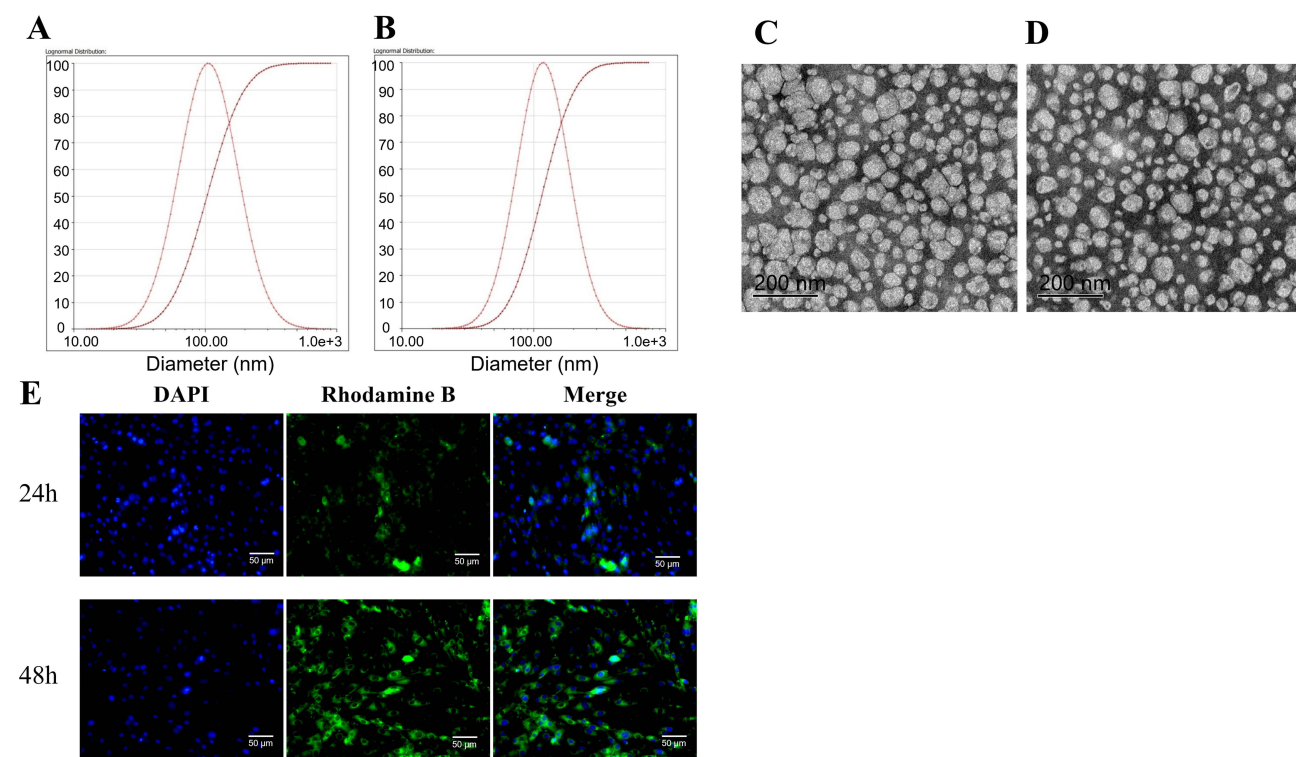 A
Lognormal Distribution:
100
90
80
70
60
50
40
30
20
10
0
10.00 100.00 1.0e+3
Diameter (nm)
B
Lognormal Distribution:
100
90
80
70
60
50
40
30
20
10
0
10.00 100.00 1.0e+3
Diameter (nm)
C
200 nm
D
200 nm
E
DAPI Rhodamine B Merge
24h
50 µm 50 µm 50 µm
48h
50 µm 50 µm 50 µm